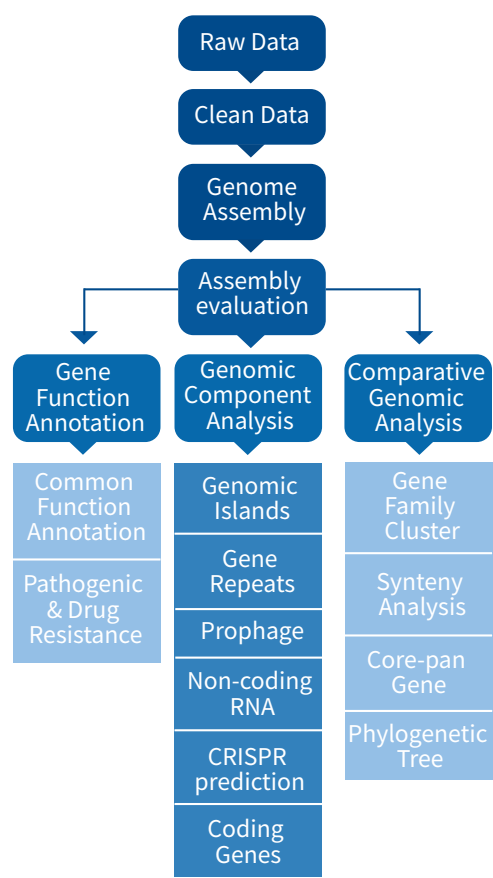 Raw Data
Clean Data
Genome
Assembly
Assembly
evaluation
Gene
Function
Annotation
Common
Function
Annotation
Pathogenic
& Drug
Resistance
Genomic
Component
Analysis
Genomic
Islands
Gene
Repeats
Prophage
Non-coding
RNA
CRISPR
prediction
Coding
Genes
Comparative
Genomic
Analysis
Gene
Family
Cluster
Synteny
Analysis
Core-pan
Gene
Phylogenetic
Tree